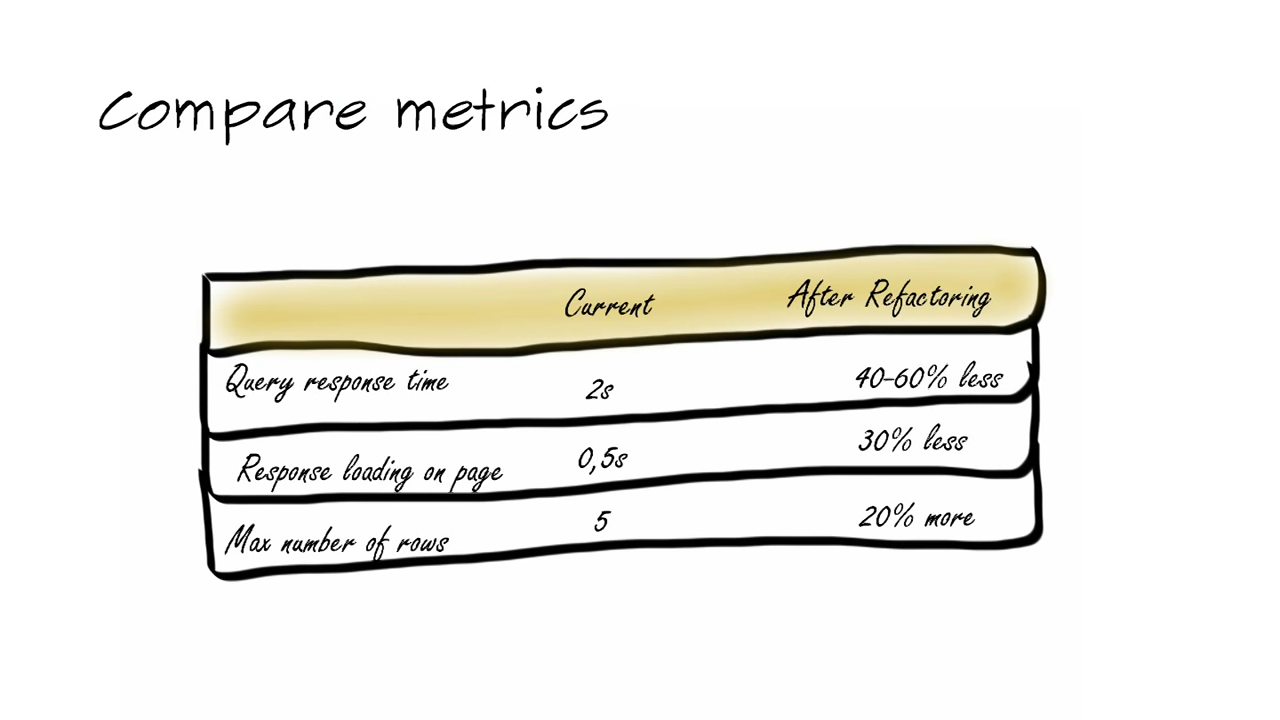 Compare metrics
Current After Refactoring
Query response time 2s 40-60% less
Response loading on page 0,5s 30% less
Max number of rows 5 20% more